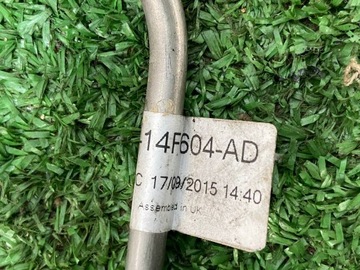 -14F604-AD
C 17/09/2015 14:40
Assembled in UK